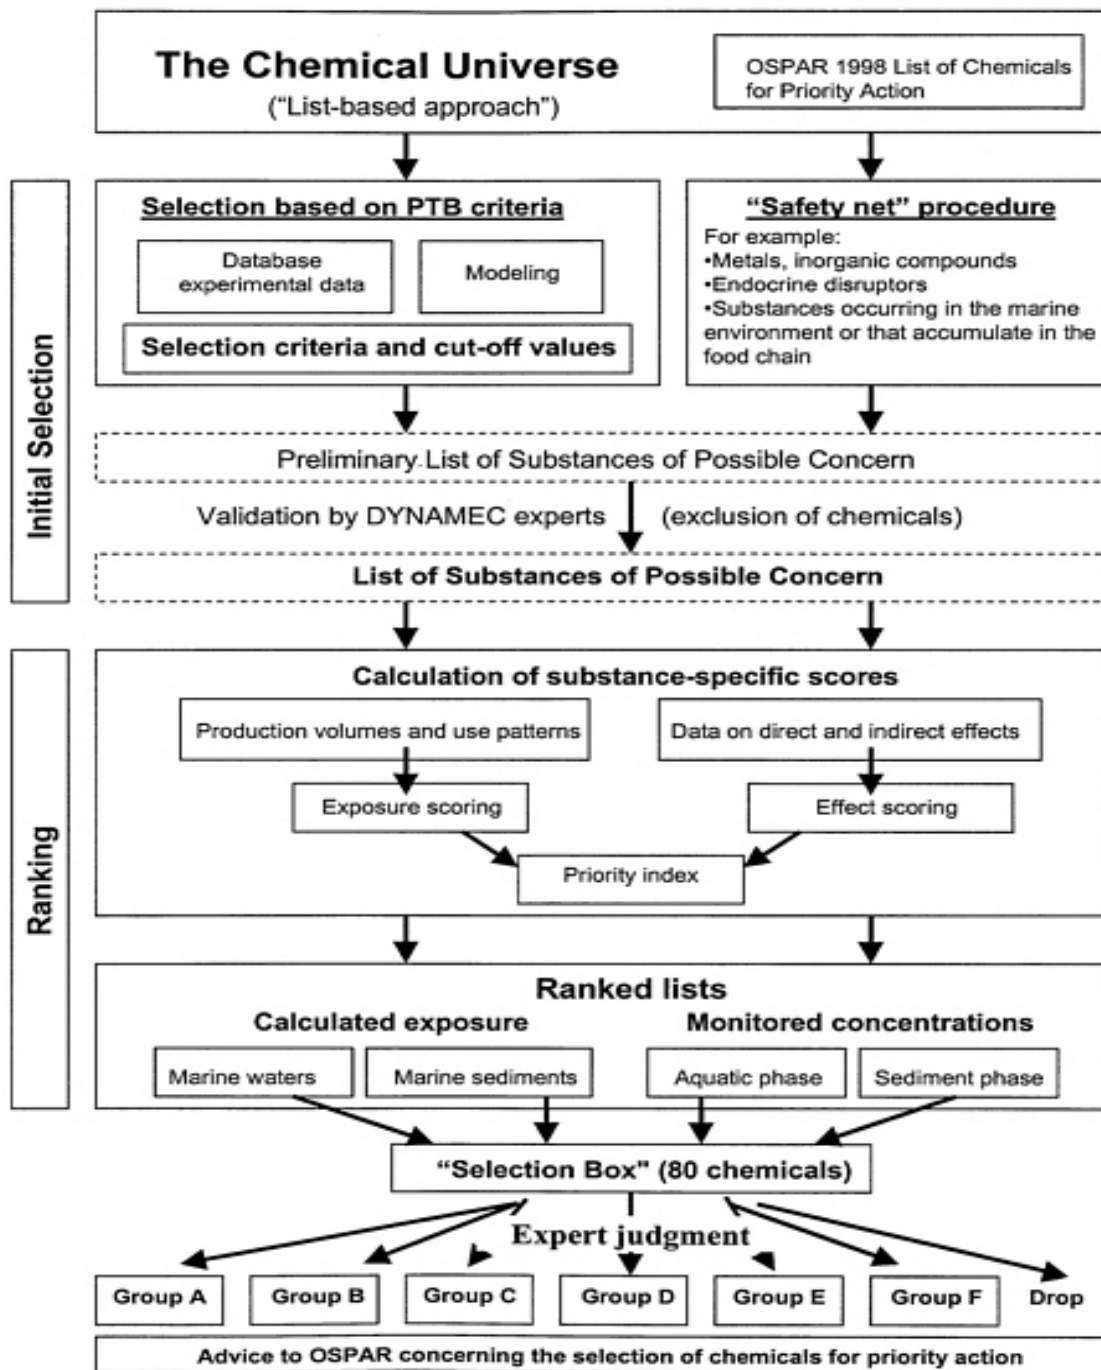 The Chemical Universe
("List-based approach")
OSPAR 1998 List of Chemicals
for Priority Action
Initial Selection
Selection based on PTB criteria
Database
experimental data
Modeling
Selection criteria and cut-off values
"Safety net" procedure
For example:
•Metals, inorganic compounds
•Endocrine disruptors
•Substances occurring in the marine
environment or that accumulate in the
food chain
Preliminary List of Substances of Possible Concern
Validation by DYNAMEC experts (exclusion of chemicals)
List of Substances of Possible Concern
Ranking
Calculation of substance-specific scores
Production volumes and use patterns
Data on direct and indirect effects
Exposure scoring
Effect scoring
Priority index
Ranked lists
Calculated exposure
Monitored concentrations
Marine waters
Marine sediments
Aquatic phase
Sediment phase
"Selection Box" (80 chemicals)
Expert judgment
Group A
Group B
Group C
Group D
Group E
Group F
Drop
Advice to OSPAR concerning the selection of chemicals for priority action